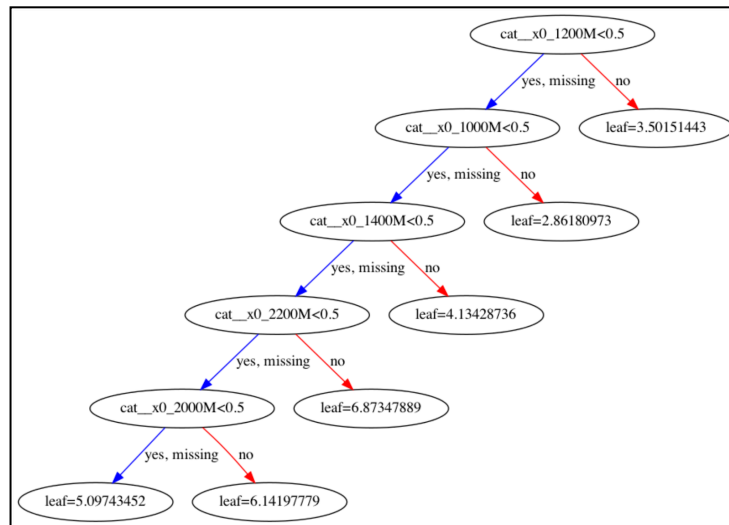 cat__x0_1200M<0.5
yes, missing
no
cat__x0_1000M<0.5
leaf=3.50151443
yes, missing
no
cat__x0_1400M<0.5
leaf=2.86180973
yes, missing
no
cat__x0_2200M<0.5
leaf=4.13428736
yes, missing
no
cat__x0_2000M<0.5
leaf=6.87347889
yes, missing
no
leaf=5.09743452
leaf=6.14197779